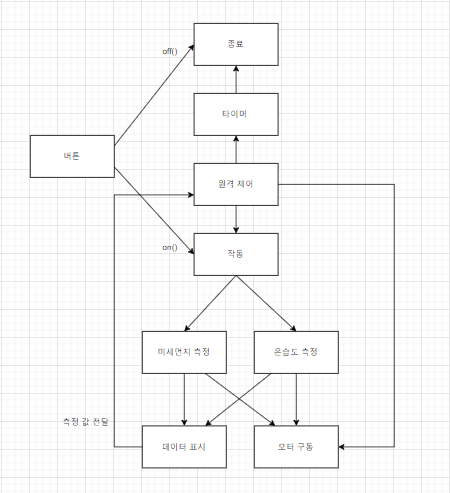 종료
off()
타이머
버튼
원격 제어
on()
작동
미세먼지 측정
온습도 측정
측정 값 전달
데이터 표시
모터 구동